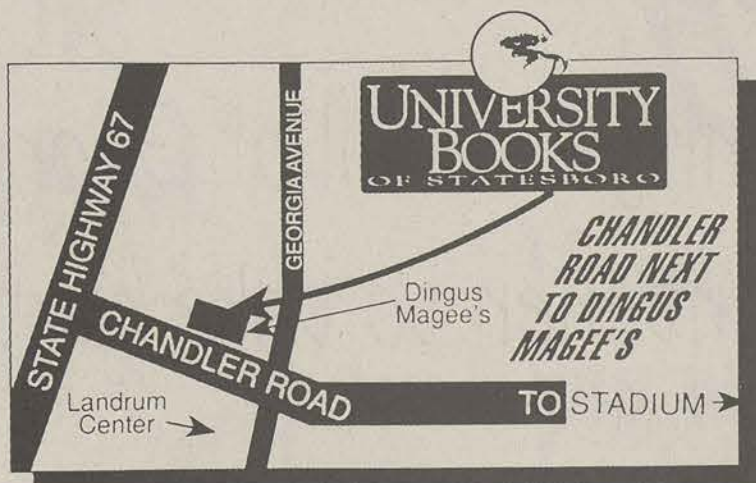 UNIVERSITY
BOOKS
OF STATESBORO
STATE HIGHWAY 67
GEORGIA AVENUE
CHANDLER
ROAD NEXT
TO DINGUS
MAGEE'S
Dingus
Magee's
CHANDLER ROAD
TO STADIUM
Landrum
Center